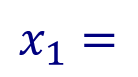 x₁ =